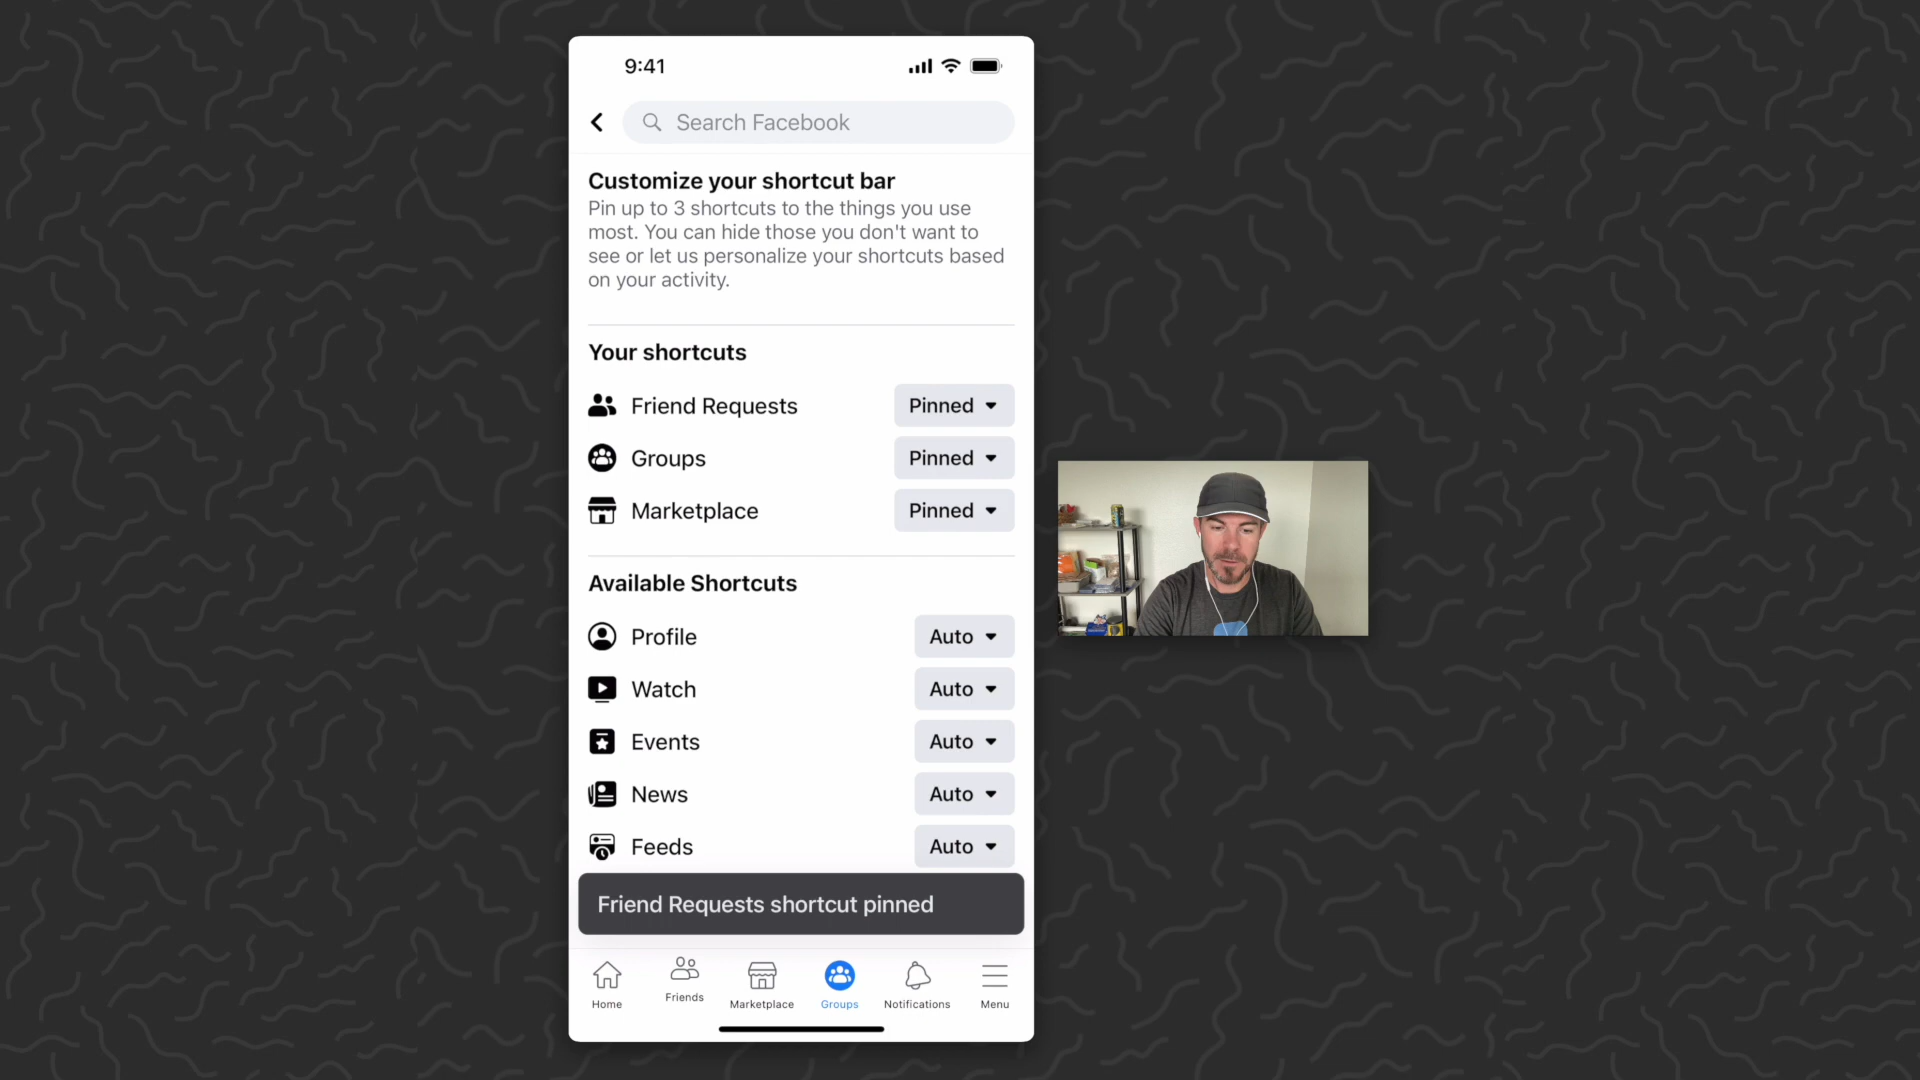 9:41
Search Facebook
Customize your shortcut bar
Pin up to 3 shortcuts to the things you use
most. You can hide those you don't want to
see or let us personalize your shortcuts based
on your activity.
Your shortcuts
Friend Requests Pinned
Groups Pinned
Marketplace Pinned
Available Shortcuts
Profile Auto
Watch Auto
Events Auto
News Auto
Feeds Auto
Friend Requests shortcut pinned
Home Friends Marketplace Groups Notifications Menu